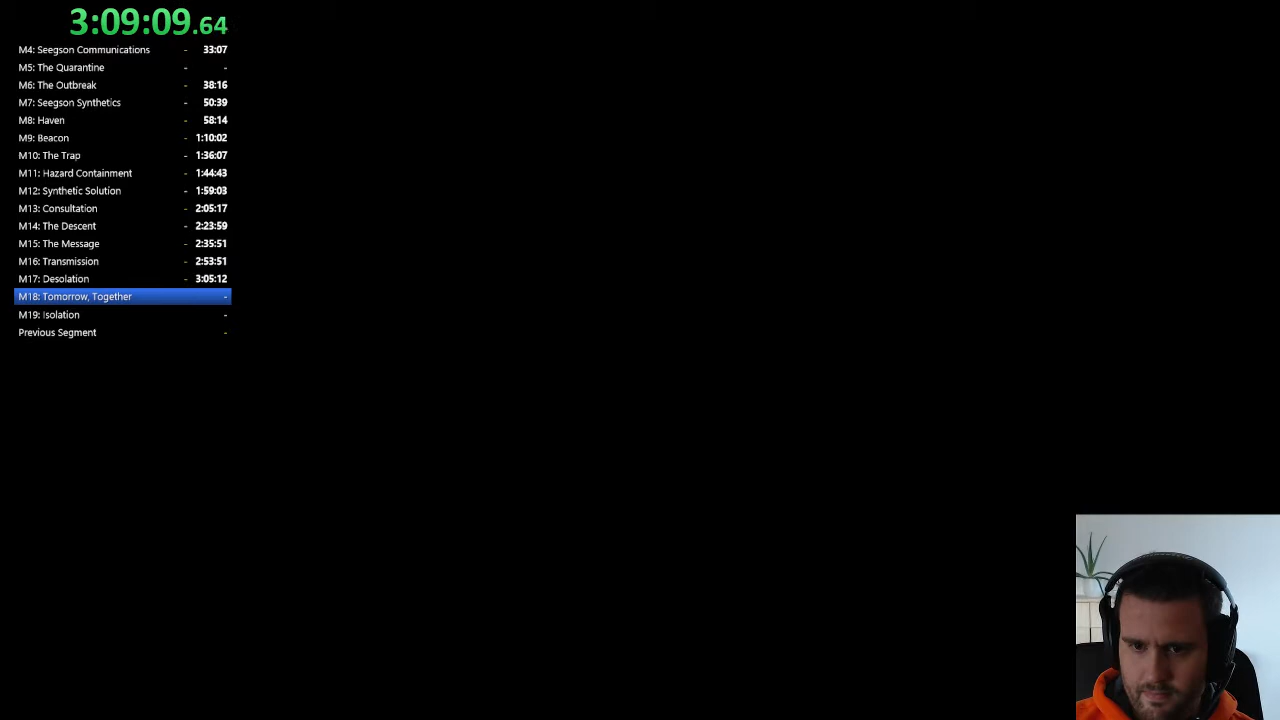 3:09:09.64
M4: Seegson Communications - 33:07
M5: The Quarantine - -
M6: The Outbreak - 38:16
M7: Seegson Synthetics - 50:39
M8: Haven - 58:14
M9: Beacon - 1:10:02
M10: The Trap - 1:36:07
M11: Hazard Containment - 1:44:43
M12: Synthetic Solution - 1:59:03
M13: Consultation - 2:05:17
M14: The Descent - 2:23:59
M15: The Message - 2:35:51
M16: Transmission - 2:53:51
M17: Desolation - 3:05:12
M18: Tomorrow, Together -
M19: Isolation -
Previous Segment -